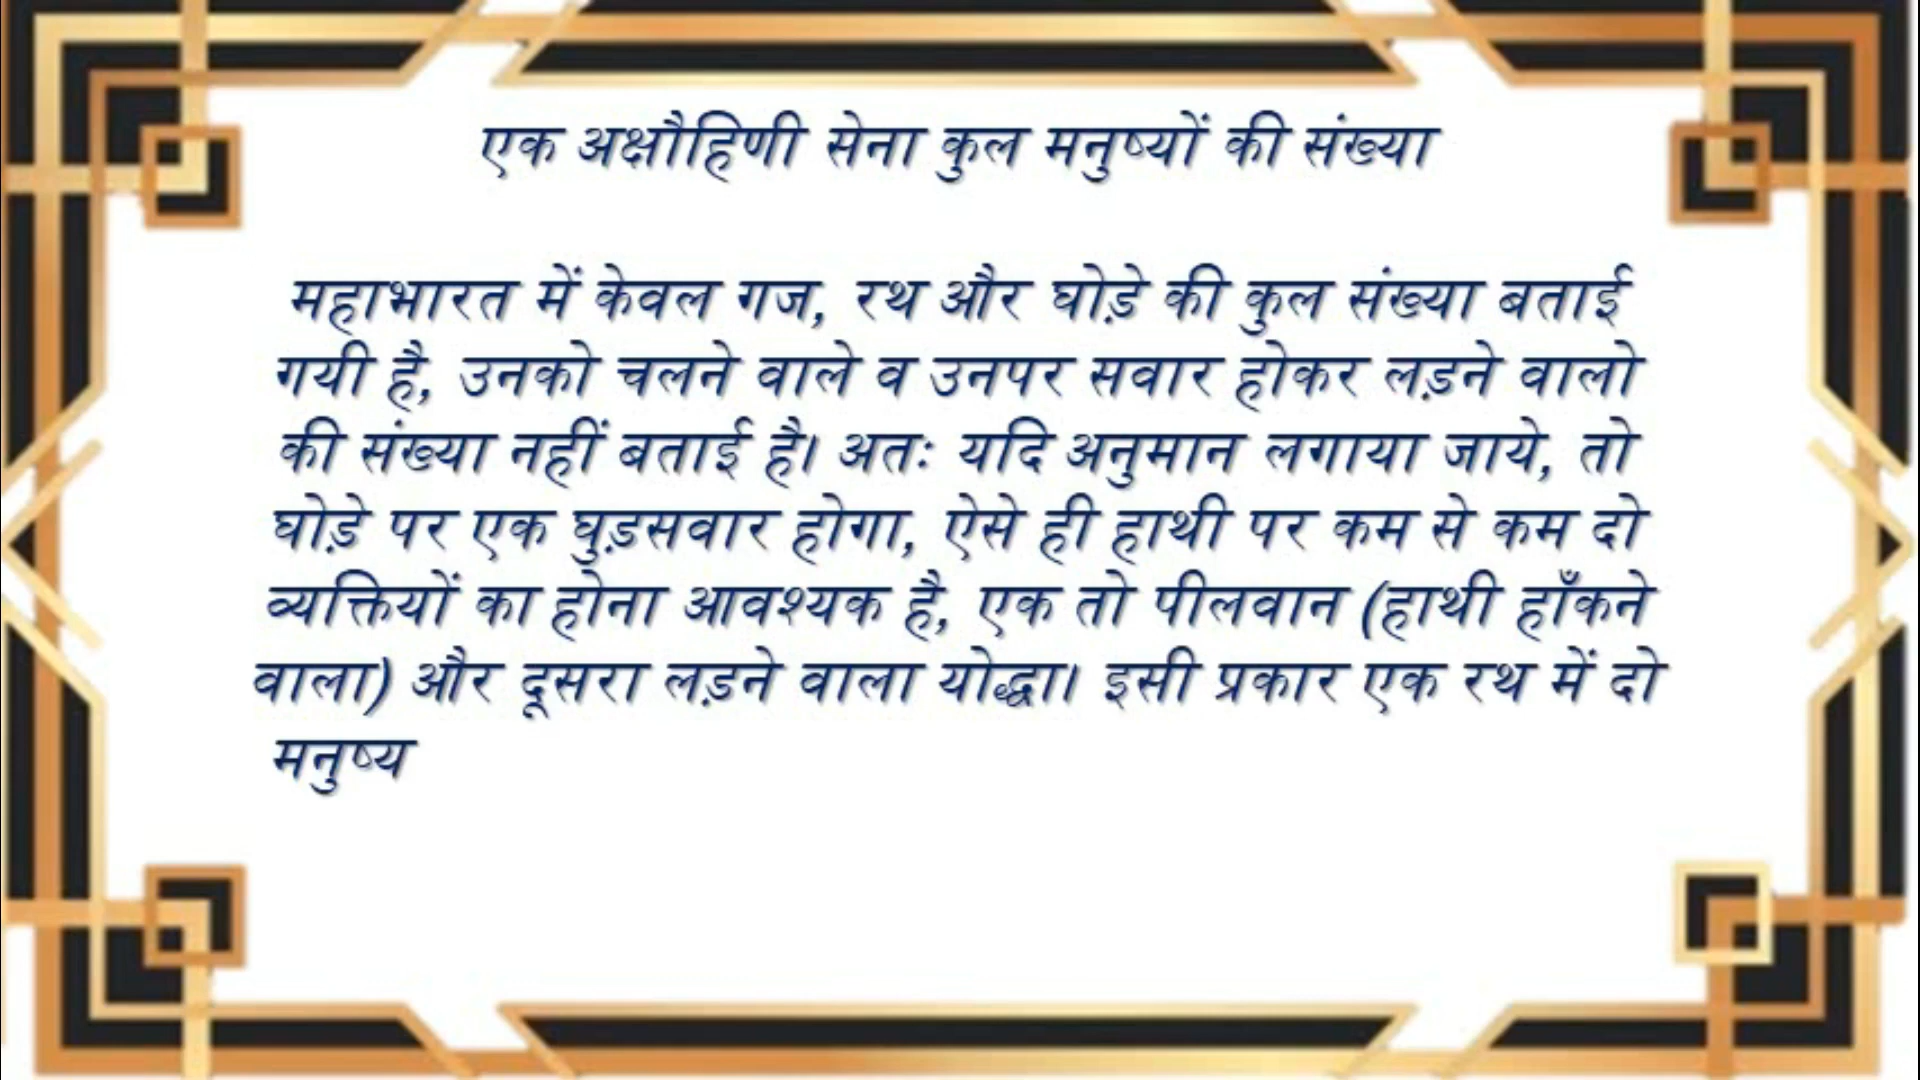 एक अक्षौहिणी सेना कुल मनुष्यों की संख्या
महाभारत में केवल गज, रथ और घोड़े की कुल संख्या बताई
गयी है, उनको चलने वाले व उनपर सवार होकर लड़ने वालो
की संख्या नहीं बताई है। अतः यदि अनुमान लगाया जाये, तो
घोड़े पर एक घुड़सवार होगा, ऐसे ही हाथी पर कम से कम दो
व्यक्तियों का होना आवश्यक है, एक तो पीलवान (हाथी हाँकने
वाला) और दूसरा लड़ने वाला योद्धा। इसी प्रकार एक रथ में दो
मनुष्य